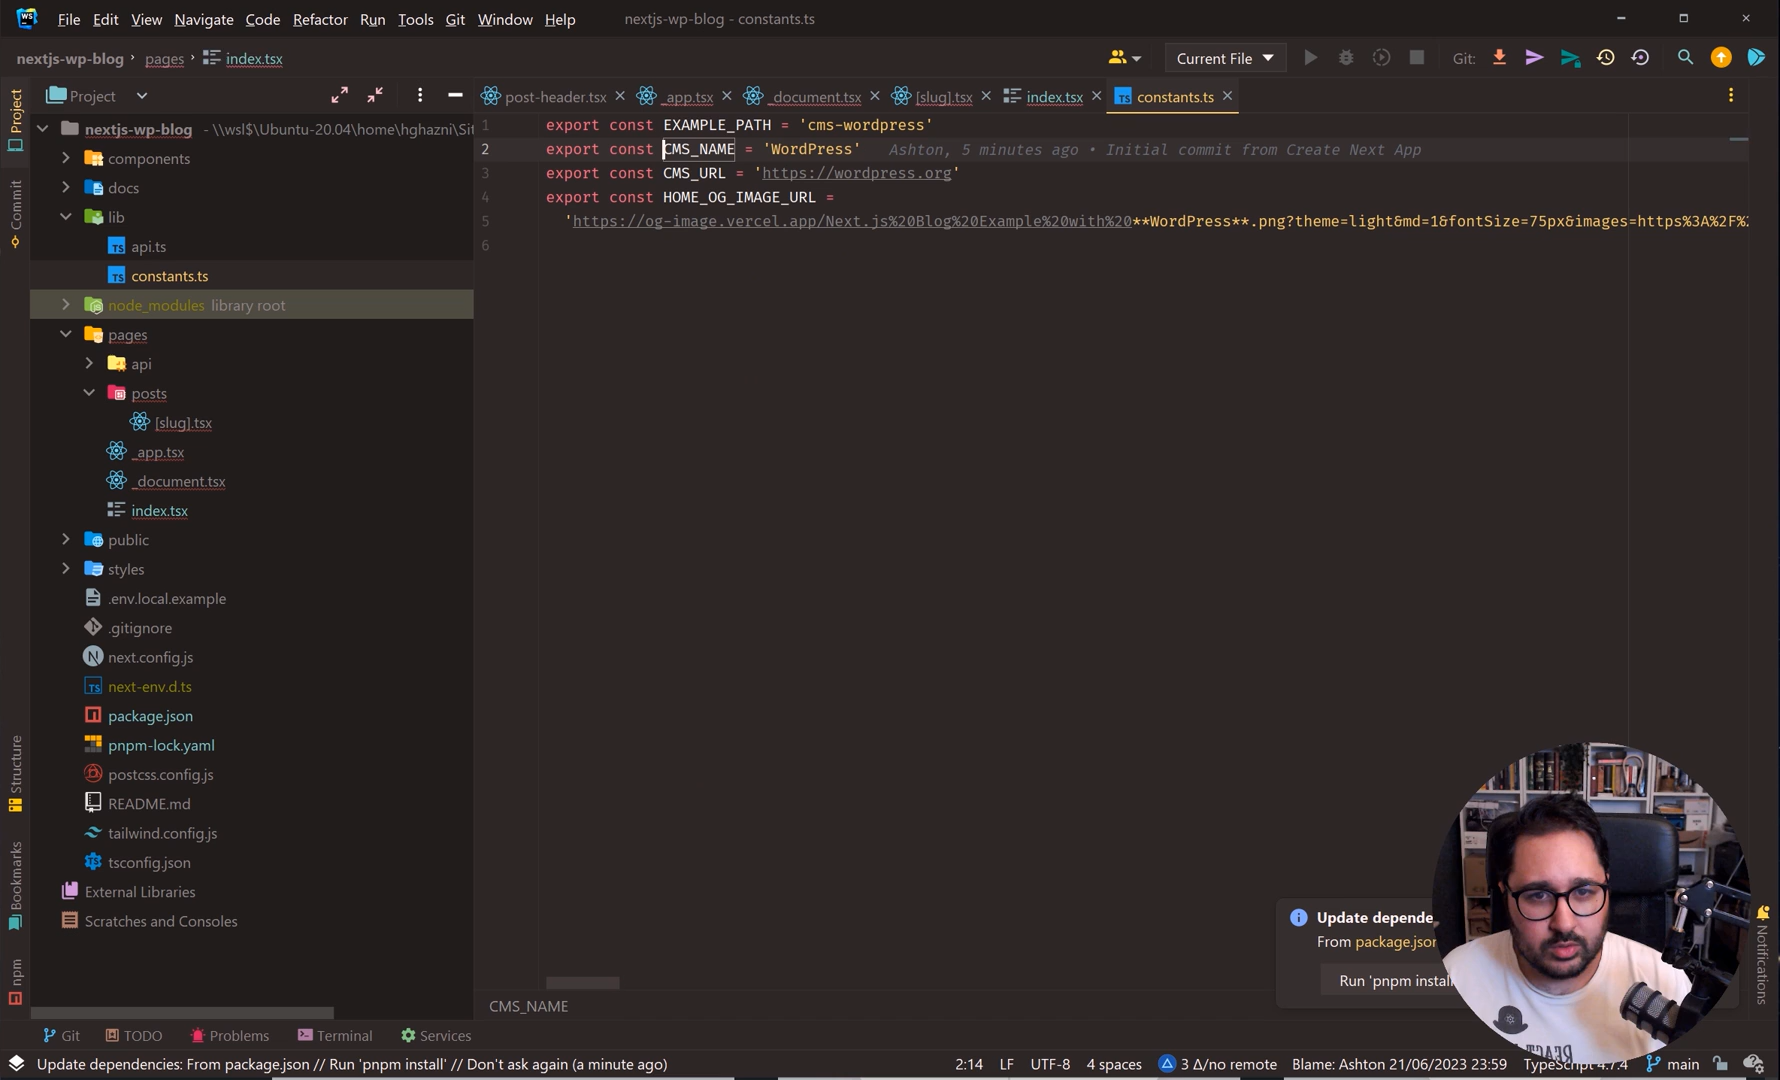 WS File Edit View Navigate Code Refactor Run Tools Git Window Help nextjs-wp-blog - constants.ts
nextjs-wp-blog pages index.tsx Current File Git:
Project post-header.tsx _app.tsx _document.tsx [slug].tsx index.tsx TS constants.ts
Project
Commit
Structure
Bookmarks
npm
nextjs-wp-blog - \\wsl$\Ubuntu-20.04\home\hghazni\Sit
components
docs
lib
TS api.ts
TS constants.ts
node_modules library root
pages
api
posts
[slug].tsx
_app.tsx
_document.tsx
index.tsx
public
styles
.env.local.example
.gitignore
N next.config.js
TS next-env.d.ts
package.json
pnpm-lock.yaml
postcss.config.js
README.md
tailwind.config.js
tsconfig.json
External Libraries
Scratches and Consoles
1 export const EXAMPLE_PATH = 'cms-wordpress'
2 export const CMS_NAME = 'WordPress' Ashton, 5 minutes ago • Initial commit from Create Next App
3 export const CMS_URL = 'https://wordpress.org'
4 export const HOME_OG_IMAGE_URL =
5 'https://og-image.vercel.app/Next.js%20Blog%20Example%20with%20**WordPress**.png?theme=light&md=1&fontSize=75px&images=https%3A%2F%2
6
Update depende
From package.json
Run 'pnpm install
Notifications
REACT
CMS_NAME
Git TODO Problems Terminal Services
Update dependencies: From package.json // Run 'pnpm install' // Don't ask again (a minute ago) 2:14 LF UTF-8 4 spaces 3 Δ/no remote Blame: Ashton 21/06/2023 23:59 TypeScript 4.7.4 main